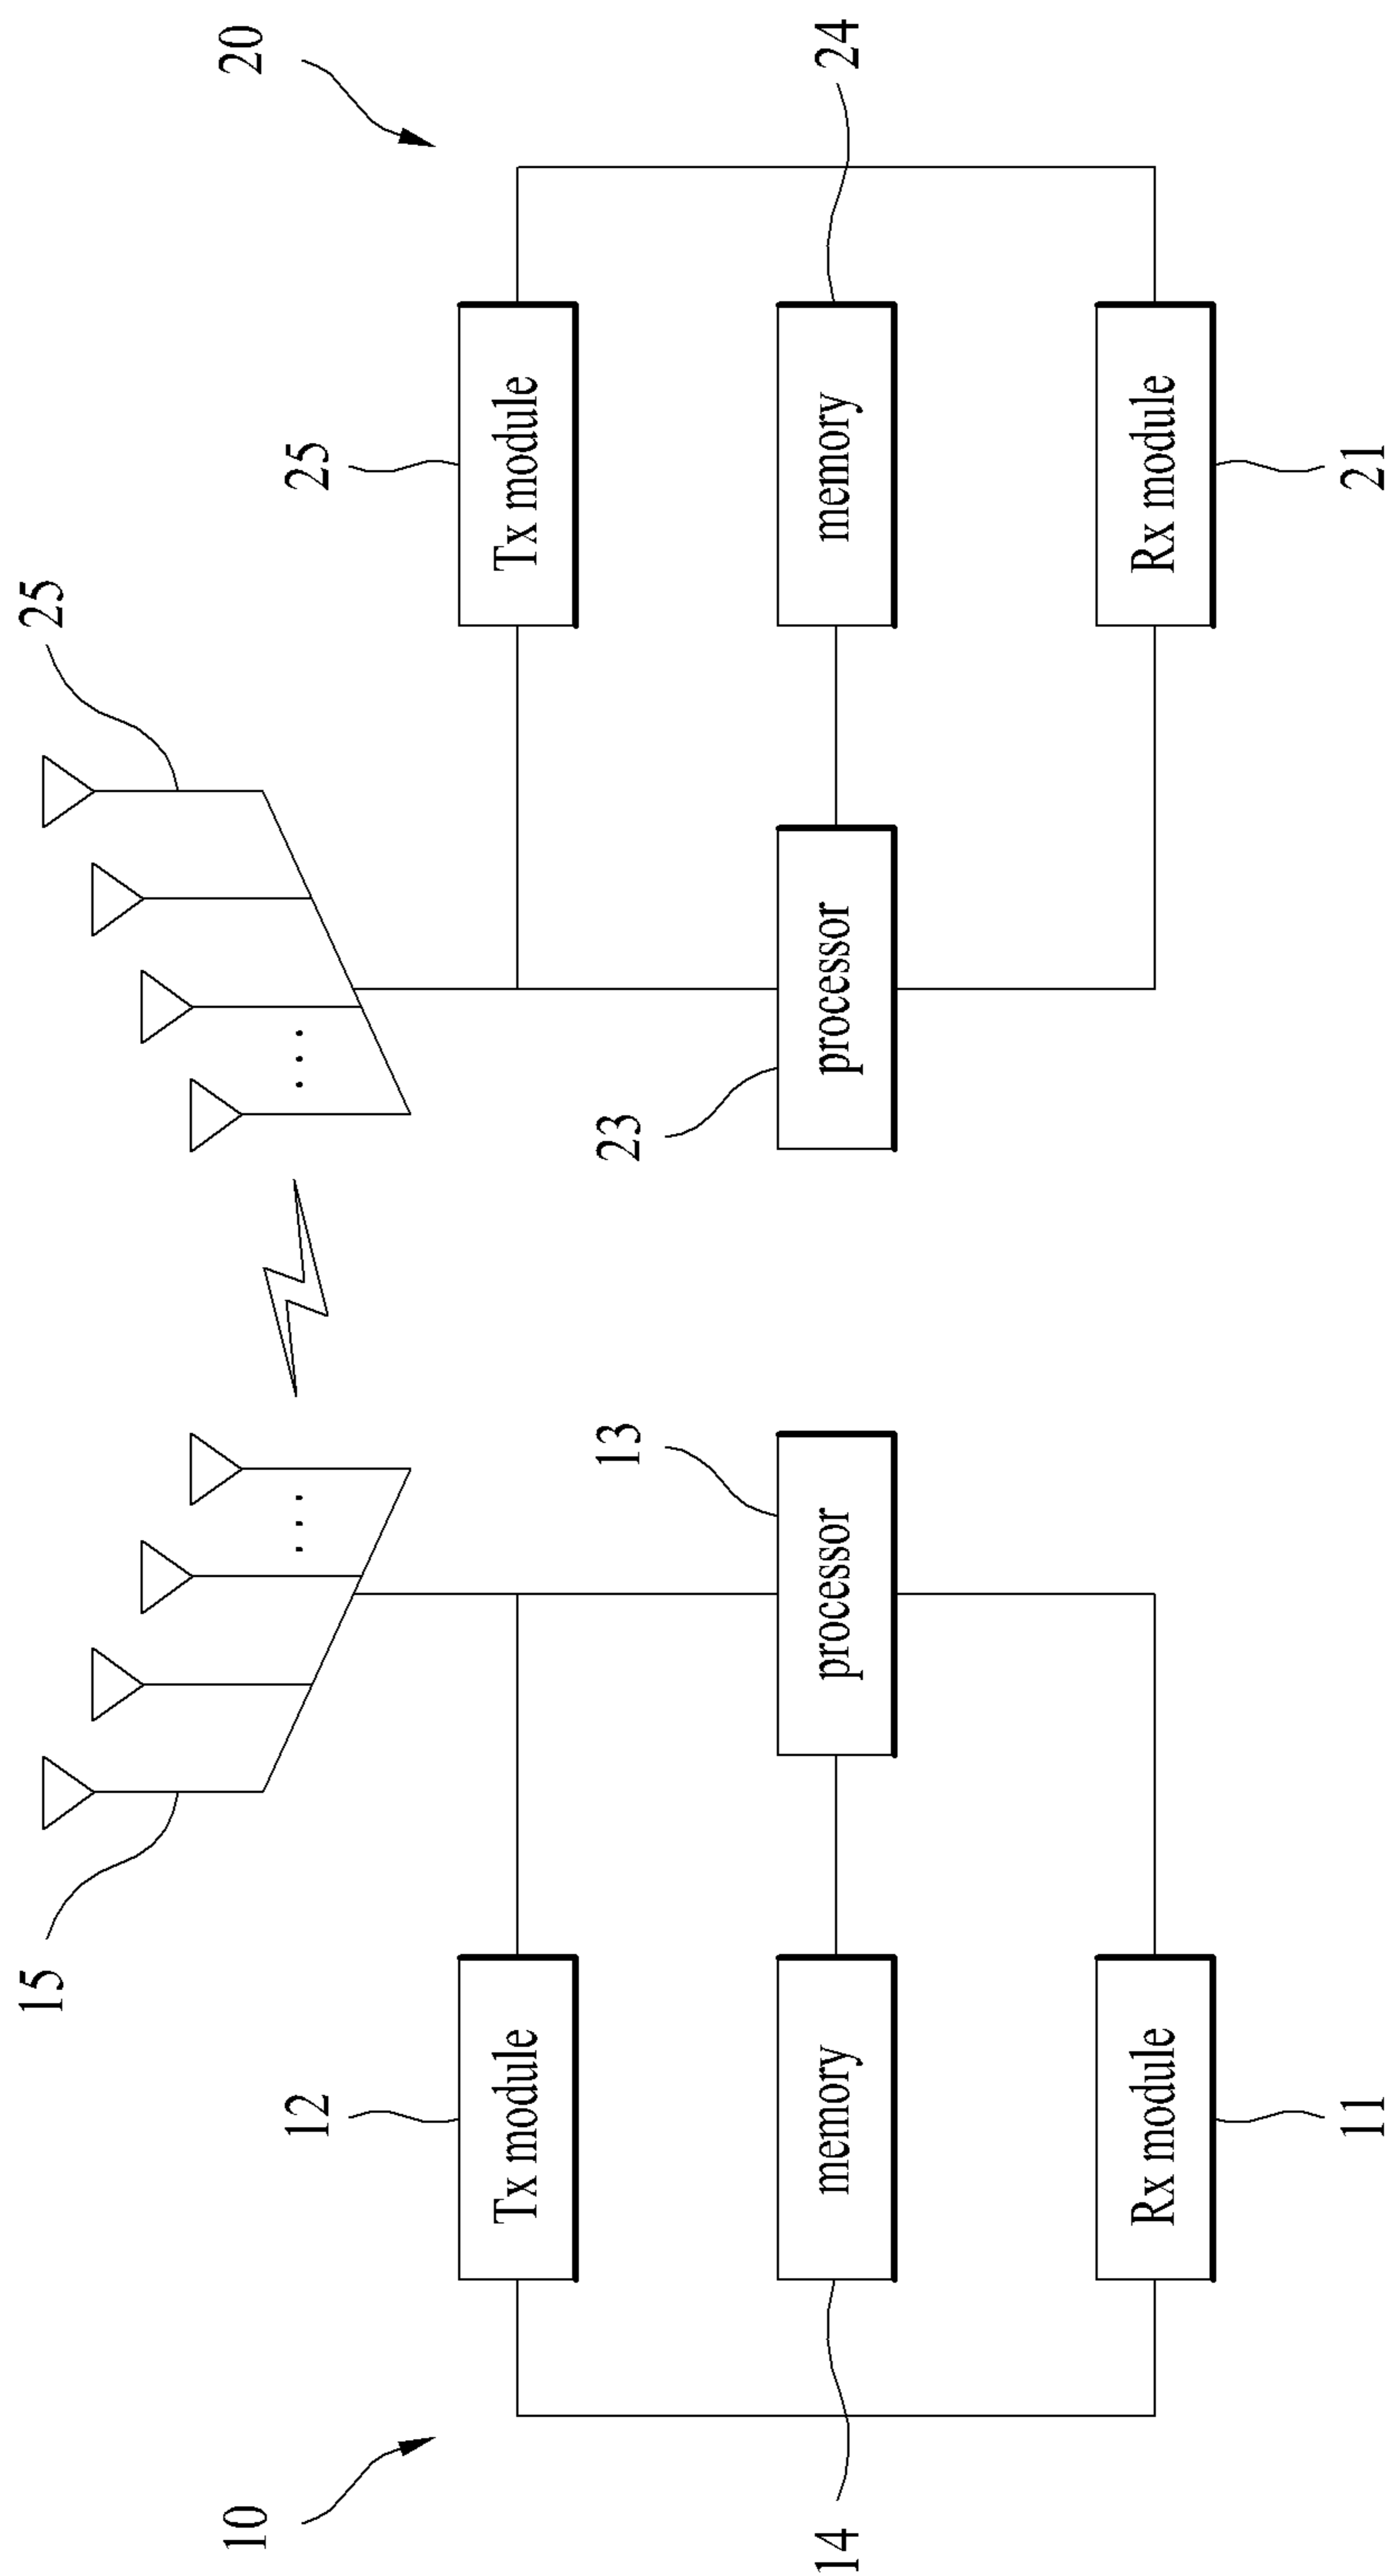 10
20
15
25
12
Tx module
25
Tx module
13
processor
23
processor
14
memory
memory
24
Rx module
11
Rx module
21